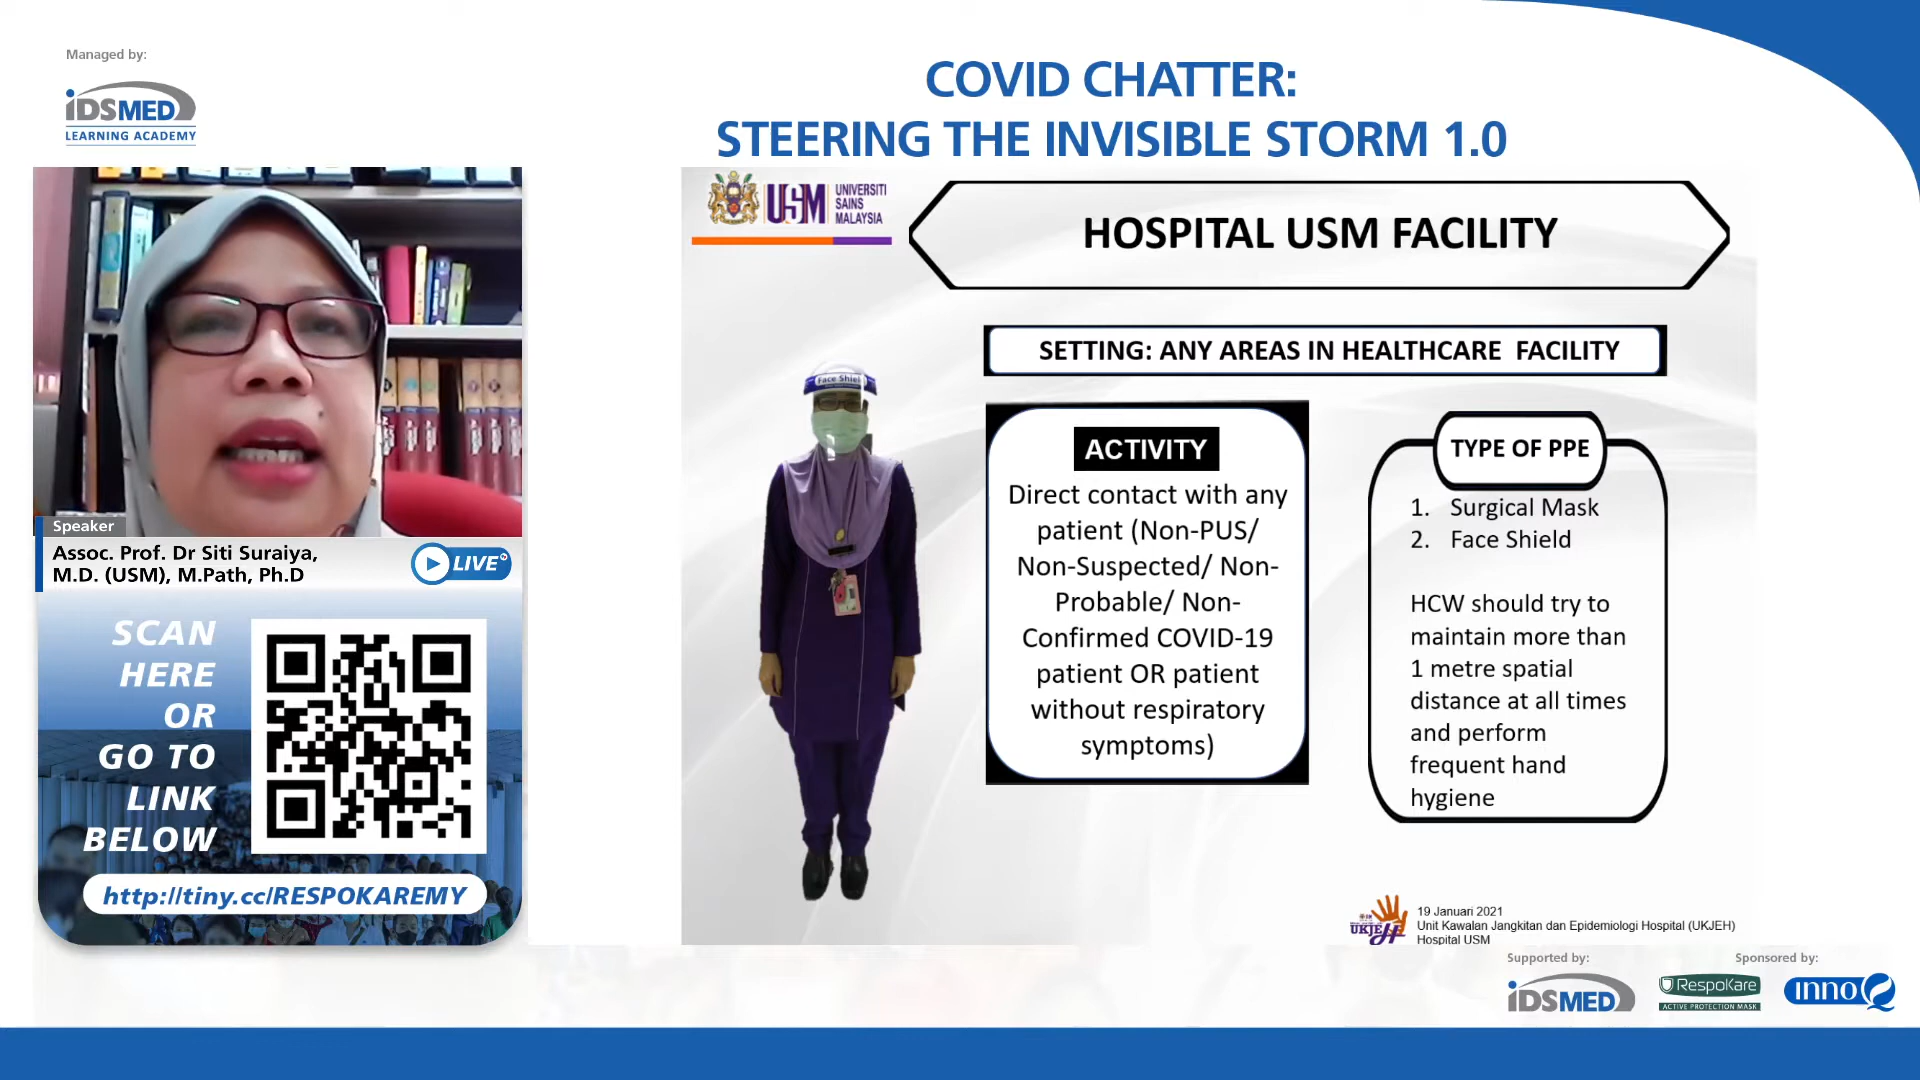 Managed by:
iDSMED
LEARNING ACADEMY
COVID CHATTER:
STEERING THE INVISIBLE STORM 1.0
USM
UNIVERSITI
SAINS
MALAYSIA
HOSPITAL USM FACILITY
SETTING: ANY AREAS IN HEALTHCARE FACILITY
Face Shield
ACTIVITY
Direct contact with any
patient (Non-PUS/
Non-Suspected/ Non-
Probable/ Non-
Confirmed COVID-19
patient OR patient
without respiratory
symptoms)
TYPE OF PPE
1. Surgical Mask
2. Face Shield
HCW should try to
maintain more than
1 metre spatial
distance at all times
and perform
frequent hand
hygiene
Speaker
Assoc. Prof. Dr Siti Suraiya,
M.D. (USM), M.Path, Ph.D
LIVE
SCAN
HERE
OR
GO TO
LINK
BELOW
http://tiny.cc/RESPOKAREMY
UKJEH
19 Januari 2021
Unit Kawalan Jangkitan dan Epidemiologi Hospital (UKJEH)
Hospital USM
Supported by:
iDSMED
Sponsored by:
RespoKare
ACTIVE PROTECTION MASK
innoQ